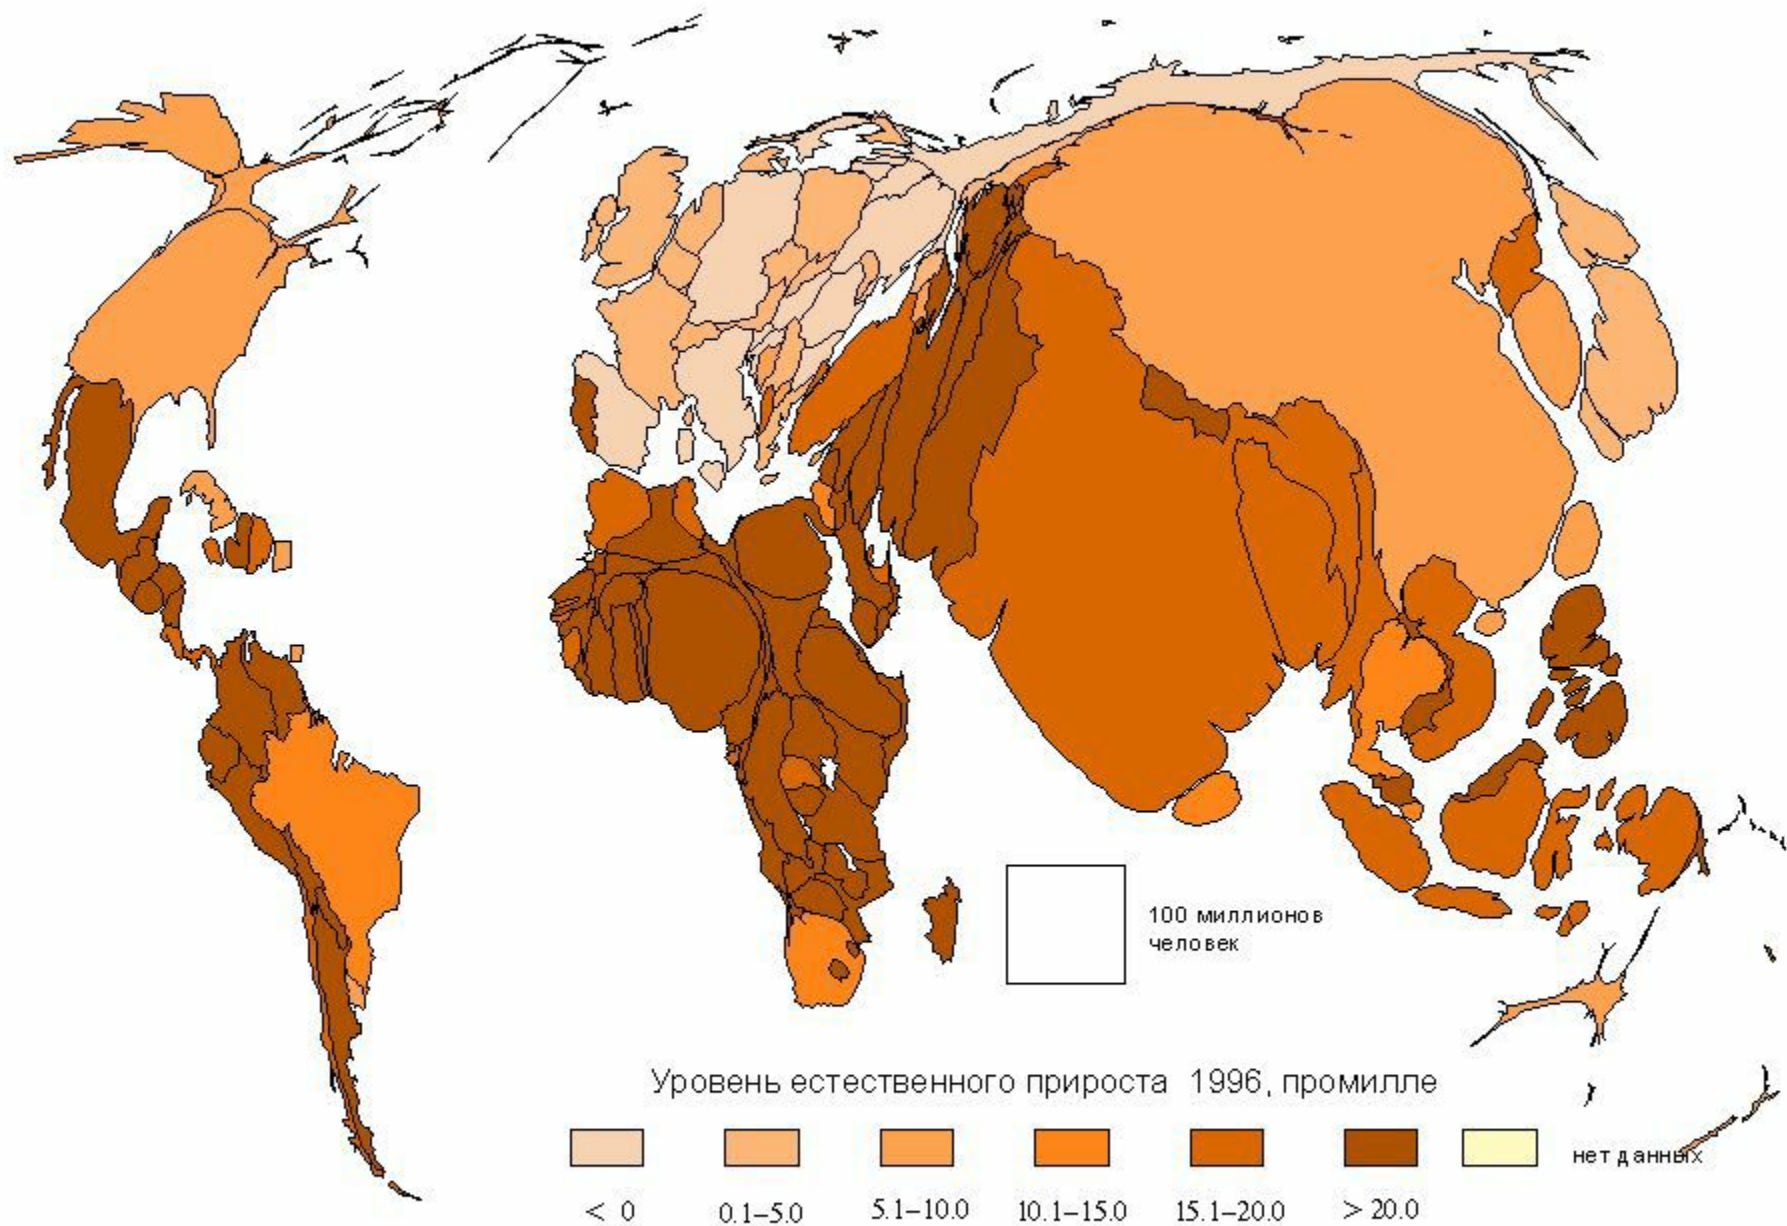 100 миллионов
человек
Уровень естественного прироста 1996, промилле
нет данных
< 0 0.1–5.0 5.1–10.0 10.1–15.0 15.1–20.0 > 20.0